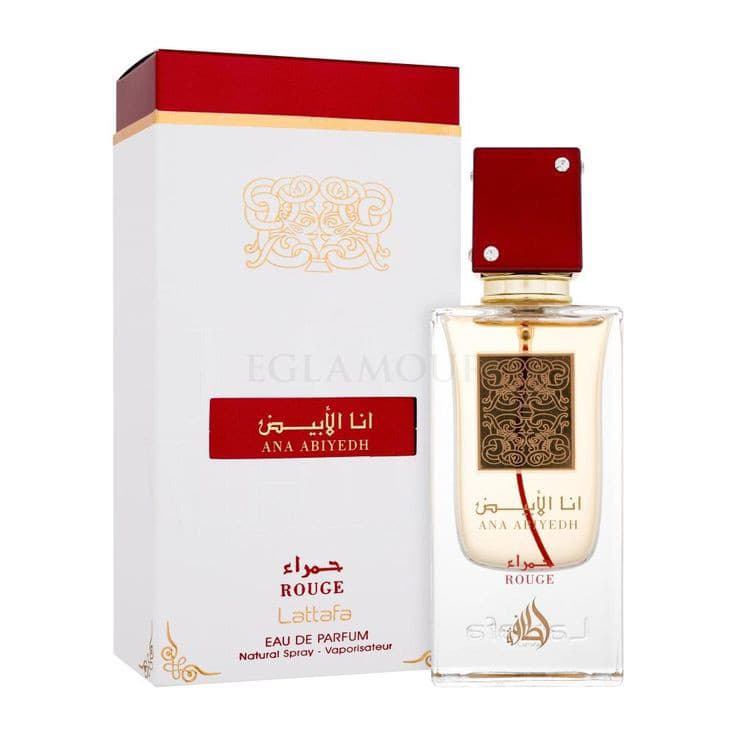 انا الأبيض
ANA ABIYEDH
حمراء
ROUGE
Lattafa
EAU DE PARFUM
Natural Spray - Vaporisateur
EGLAMOUR
انا الأبيض
ANA ABIYEDH
حمراء
ROUGE
لطافة
Lattafa